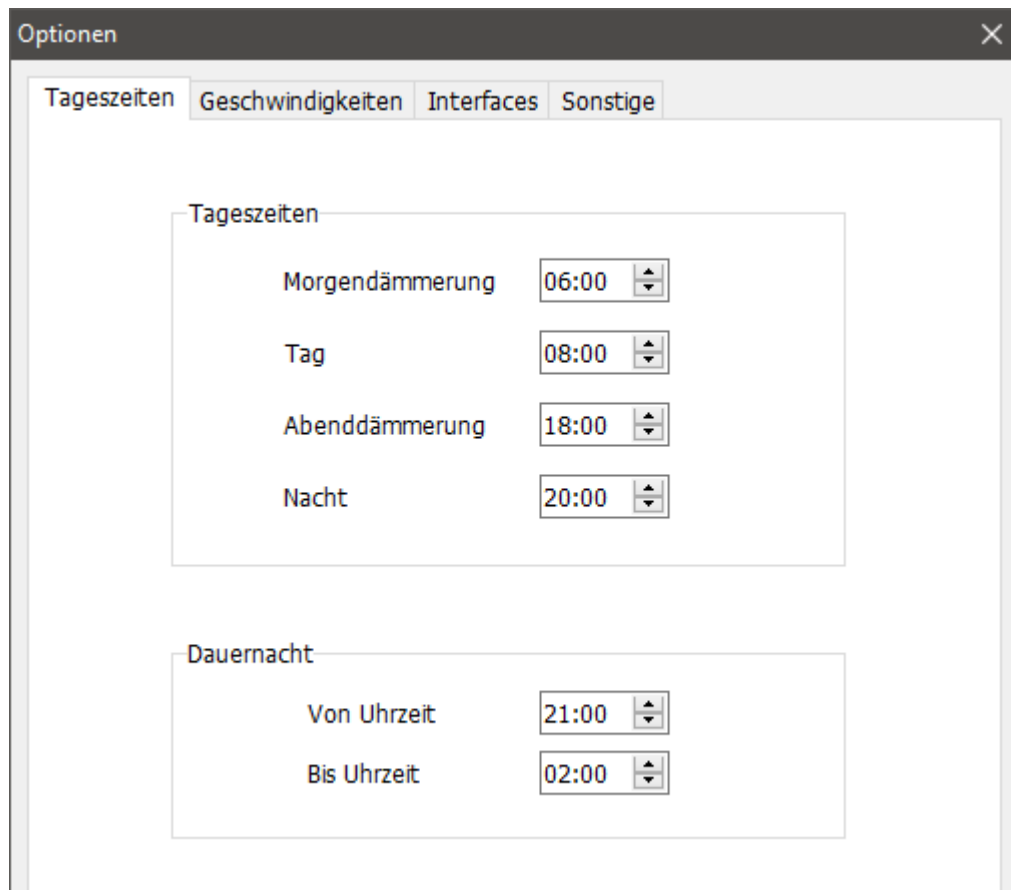 Optionen
Tageszeiten Geschwindigkeiten Interfaces Sonstige
Tageszeiten
Morgendämmerung 06:00
Tag 08:00
Abenddämmerung 18:00
Nacht 20:00
Dauernacht
Von Uhrzeit 21:00
Bis Uhrzeit 02:00